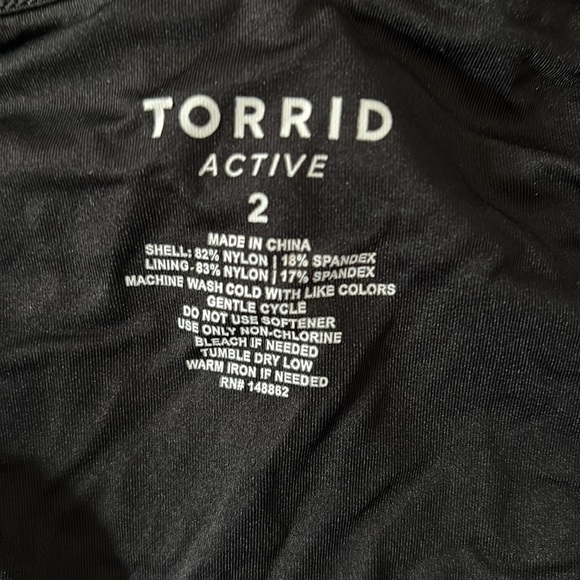 TORRID
ACTIVE
2
MADE IN CHINA
SHELL: 82% NYLON | 18% SPANDEX
LINING-83% NYLON | 17% SPANDEX
MACHINE WASH COLD WITH LIKE COLORS
GENTLE CYCLE
DO NOT USE SOFTENER
USE ONLY NON-CHLORINE
BLEACH IF NEEDED
TUMBLE DRY LOW
WARM IRON IF NEEDED
RN# 148862